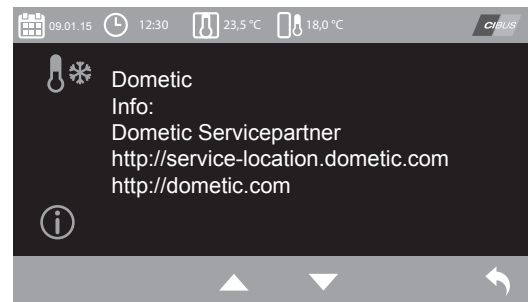 09.01.15 12:30 23,5 °C 18,0 °C CIBUS
Dometic
Info:
Dometic Servicepartner
http://service-location.dometic.com
http://dometic.com